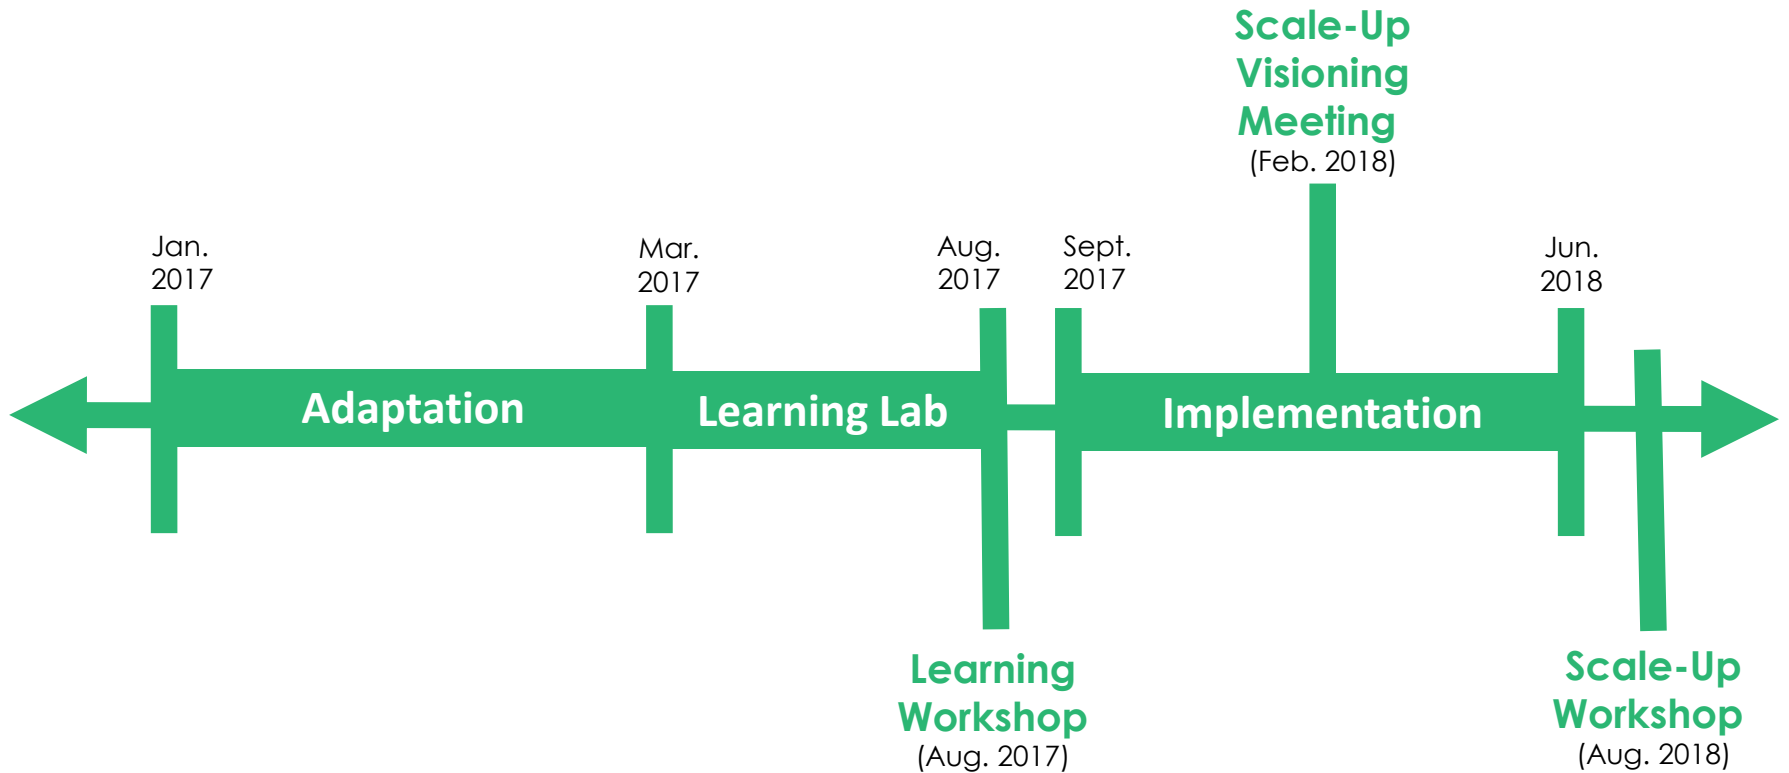 Scale-Up
Visioning
Meeting
(Feb. 2018)
Jan.
2017
Mar.
2017
Aug.
2017
Sept.
2017
Jun.
2018
Adaptation
Learning Lab
Implementation
Learning
Workshop
(Aug. 2017)
Scale-Up
Workshop
(Aug. 2018)